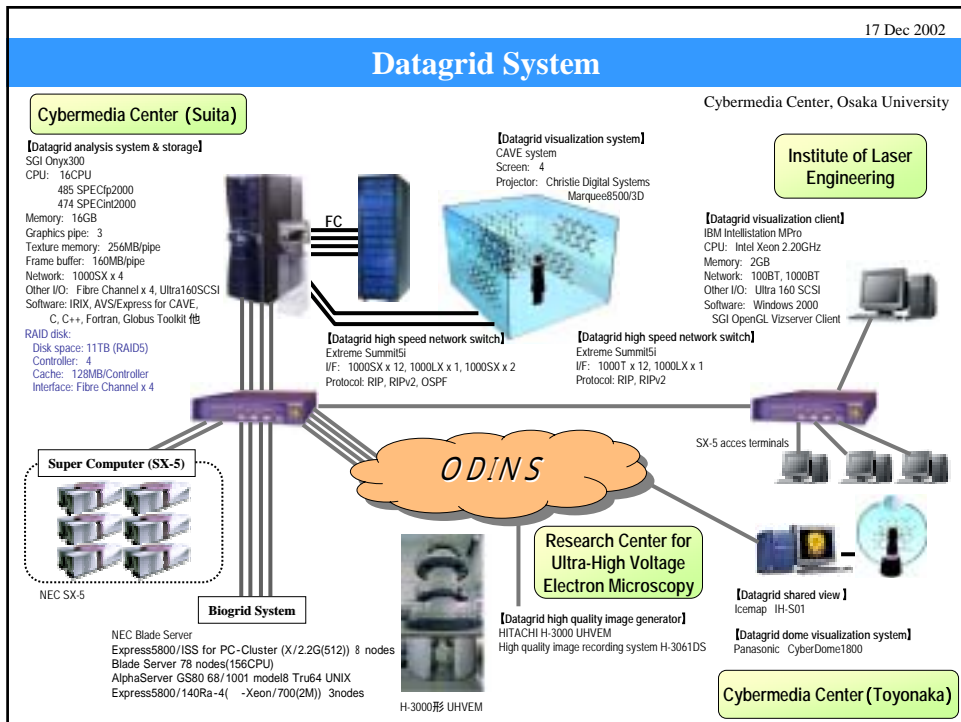 17 Dec 2002
Datagrid System
Cybermedia Center, Osaka University
Cybermedia Center (Suita)
【Datagrid analysis system & storage】
SGI Onyx300
CPU: 16CPU
485 SPECfp2000
474 SPECint2000
Memory: 16GB
Graphics pipe: 3
Texture memory: 256MB/pipe
Frame buffer: 160MB/pipe
Network: 1000SX x 4
Other I/O: Fibre Channel x 4, Ultra160SCSI
Software: IRIX, AVS/Express for CAVE,
C, C++, Fortran, Globus Toolkit 他
RAID disk:
Disk space: 11TB (RAID5)
Controller: 4
Cache: 128MB/Controller
Interface: Fibre Channel x 4
FC
【Datagrid visualization system】
CAVE system
Screen: 4
Projector: Christie Digital Systems
Marquee8500/3D
Institute of Laser
Engineering
【Datagrid visualization client】
IBM Intellistation MPro
CPU: Intel Xeon 2.20GHz
Memory: 2GB
Network: 100BT, 1000BT
Other I/O: Ultra 160 SCSI
Software: Windows 2000
SGI OpenGL Vizserver Client
【Datagrid high speed network switch】
Extreme Summit5i
I/F: 1000SX x 12, 1000LX x 1, 1000SX x 2
Protocol: RIP, RIPv2, OSPF
【Datagrid high speed network switch】
Extreme Summit5i
I/F: 1000T x 12, 1000LX x 1
Protocol: RIP, RIPv2
SX-5 acces terminals
Super Computer (SX-5)
NEC SX-5
ODINS
Biogrid System
NEC Blade Server
Express5800/ISS for PC-Cluster (X/2.2G(512)) 8 nodes
Blade Server 78 nodes(156CPU)
AlphaServer GS80 68/1001 model8 Tru64 UNIX
Express5800/140Ra-4( -Xeon/700(2M)) 3nodes
H-3000形 UHVEM
Research Center for
Ultra-High Voltage
Electron Microscopy
【Datagrid high quality image generator】
HITACHI H-3000 UHVEM
High quality image recording system H-3061DS
【Datagrid shared view 】
Icemap IH-S01
【Datagrid dome visualization system】
Panasonic CyberDome1800
Cybermedia Center(Toyonaka)